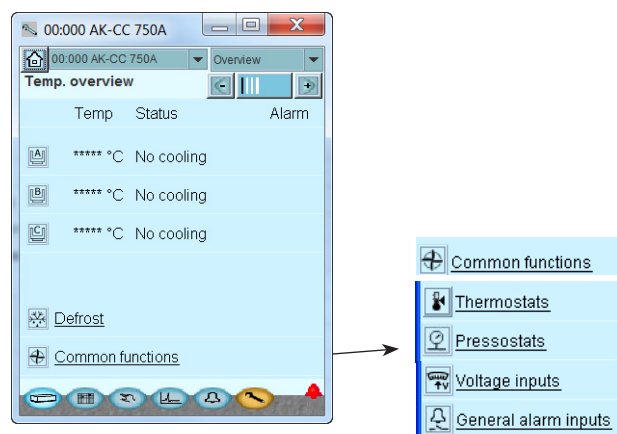 00:000 AK-CC 750A
00:000 AK-CC 750A Overview
Temp. overview
Temp Status Alarm
A ***** °C No cooling
B ***** °C No cooling
C ***** °C No cooling
Defrost
Common functions
Common functions
Thermostats
Pressostats
V Voltage inputs
General alarm inputs